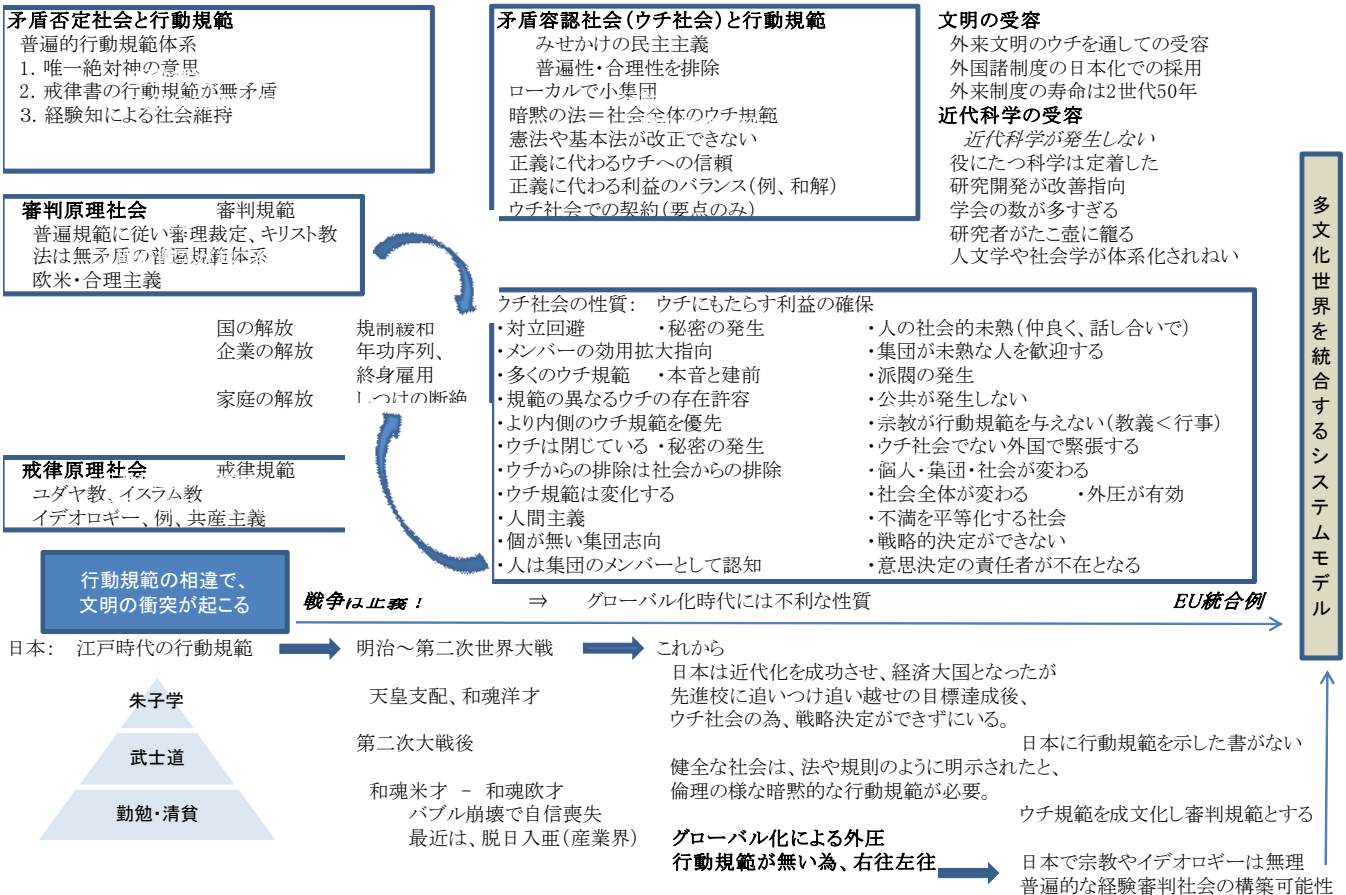 矛盾否定社会と行動規範
普遍的行動規範体系
1. 唯一絶対神の意思
2. 戒律書の行動規範が無矛盾
3. 経験知による社会維持
審判原理社会 審判規範
普遍規範に従い審理裁定、キリスト教
法は無矛盾の普遍規範体系
欧米・合理主義
国の解放 規制緩和
企業の解放 年功序列、
終身雇用
家庭の解放 しつけの断絶
戒律原理社会 戒律規範
ユダヤ教、イスラム教
イデオロギー、例、共産主義
矛盾容認社会(ウチ社会)と行動規範
みせかけの民主主義
普遍性・合理性を排除
ローカルで小集団
暗黙の法=社会全体のウチ規範
憲法や基本法が改正できない
正義に代わるウチへの信頼
正義に代わる利益のバランス(例、和解)
ウチ社会での契約(要点のみ)
文明の受容
外来文明のウチを通しての受容
外国諸制度の日本化での採用
外来制度の寿命は2世代50年
近代科学の受容
近代科学が発生しない
役にたつ科学は定着した
研究開発が改善指向
学会の数が多すぎる
研究者がたこ壺に籠る
人文学や社会学が体系化されねい
ウチ社会の性質: ウチにもたらす利益の確保
・対立回避 ・秘密の発生 ・人の社会的未熟(仲良く、話し合いで)
・メンバーの効用拡大指向 ・集団が未熟な人を歓迎する
・多くのウチ規範 ・本音と建前 ・派閥の発生
・規範の異なるウチの存在許容 ・公共が発生しない
・より内側のウチ規範を優先 ・宗教が行動規範を与えない(教義<行事)
・ウチは閉じている ・秘密の発生 ・ウチ社会でない外国で緊張する
・ウチからの排除は社会からの排除 ・個人・集団・社会が変わる
・ウチ規範は変化する ・社会全体が変わる ・外圧が有効
・人間主義 ・不満を平等化する社会
・個が無い集団志向 ・戦略的決定ができない
・人は集団のメンバーとして認知 ・意思決定の責任者が不在となる
多文化世界を統合するシステムモデル
行動規範の相違で、
文明の衝突が起こる
戦争は正義! ⇒ グローバル化時代には不利な性質 EU統合例
日本: 江戸時代の行動規範 明治～第二次世界大戦 これから
朱子学
武士道
勤勉・清貧
天皇支配、和魂洋才
第二次大戦後
和魂米才 - 和魂欧才
バブル崩壊で自信喪失
最近は、脱日入亜(産業界)
日本は近代化を成功させ、経済大国となったが
先進校に追いつけ追い越せの目標達成後、
ウチ社会の為、戦略決定ができずにいる。
日本に行動規範を示した書がない
健全な社会は、法や規則のように明示されたと、
倫理の様な暗黙的な行動規範が必要。
ウチ規範を成文化し審判規範とする
グローバル化による外圧
行動規範が無い為、右往左往
日本で宗教やイデオロギーは無理
普遍的な経験審判社会の構築可能性